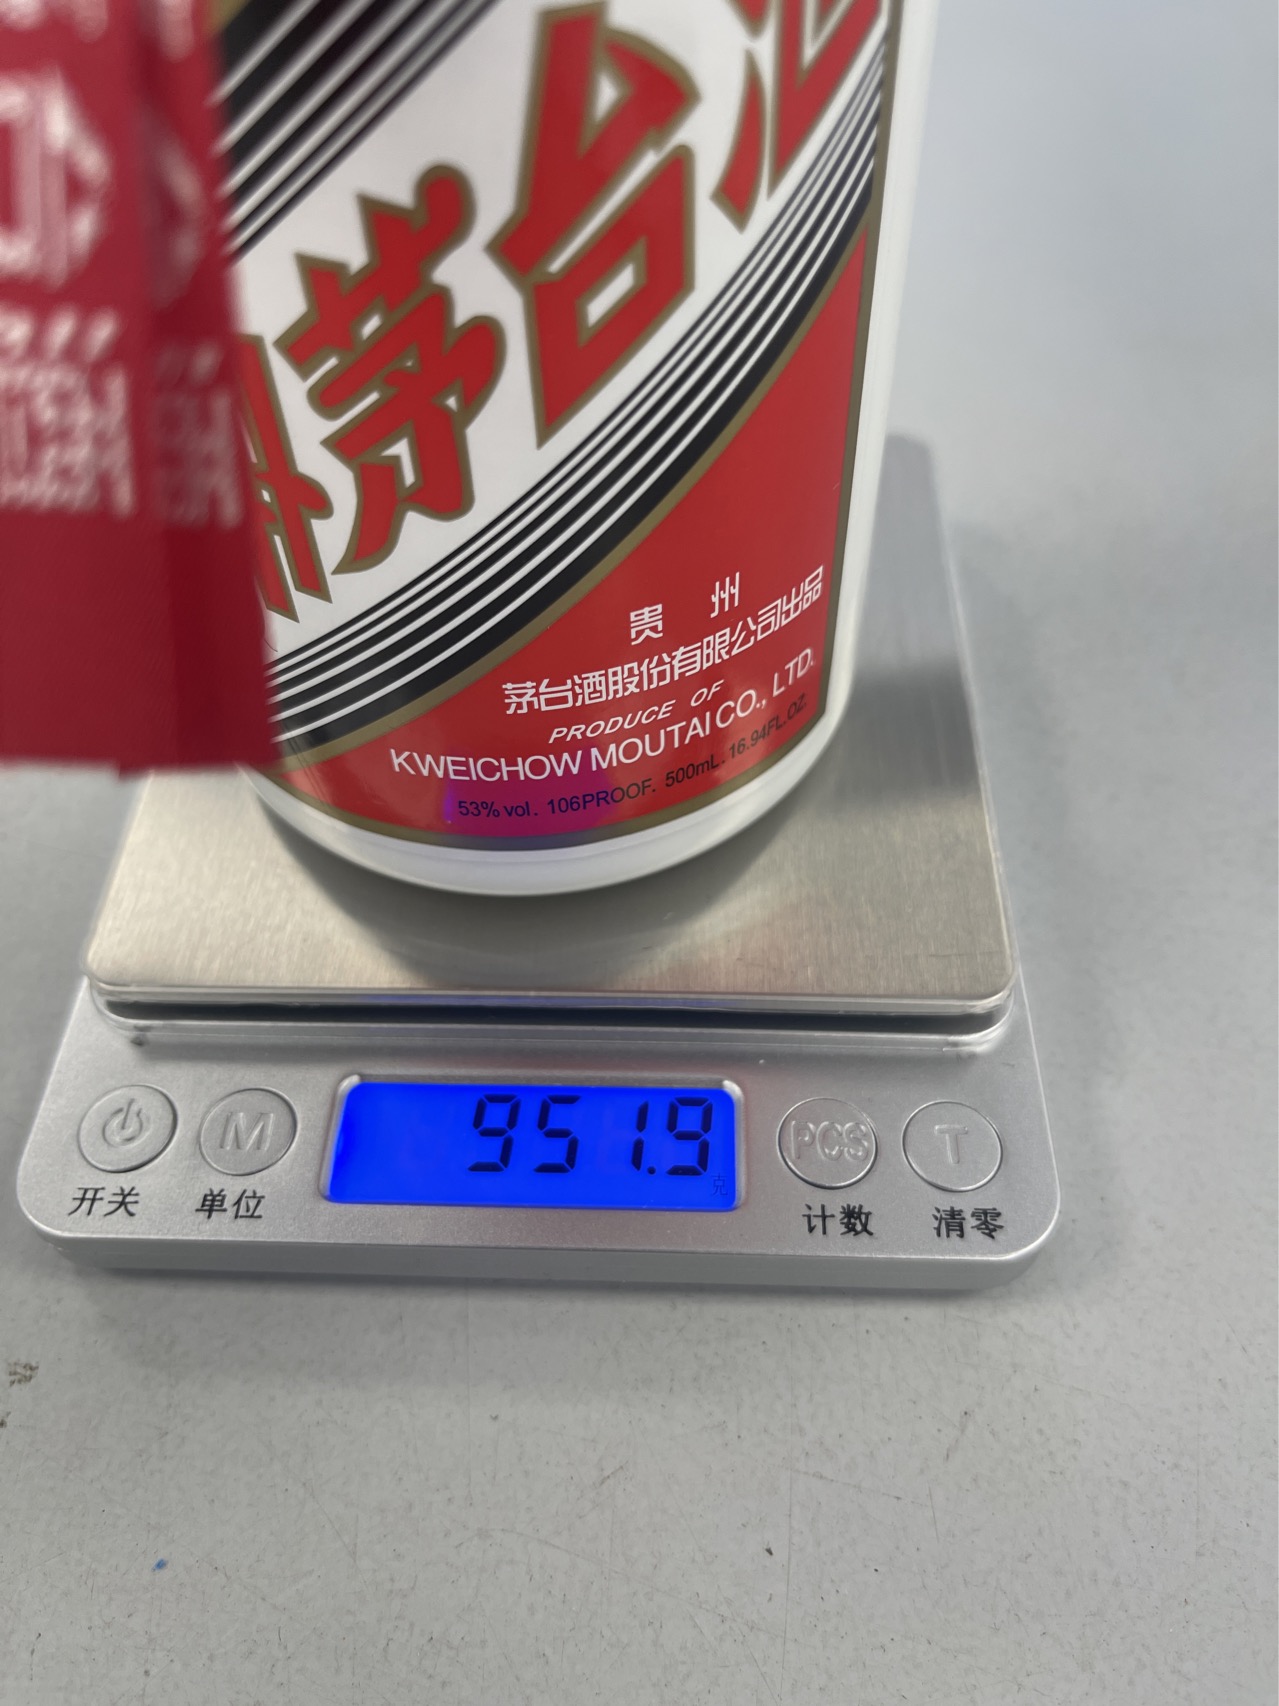 茅台酒
贵 州
茅台酒股份有限公司出品
PRODUCE OF
KWEICHOW MOUTAI CO., LTD.
53% vol. 106PROOF. 500mL. 16.94FL.OZ
951.9
克
M
PCS
T
开关
单位
计数
清零